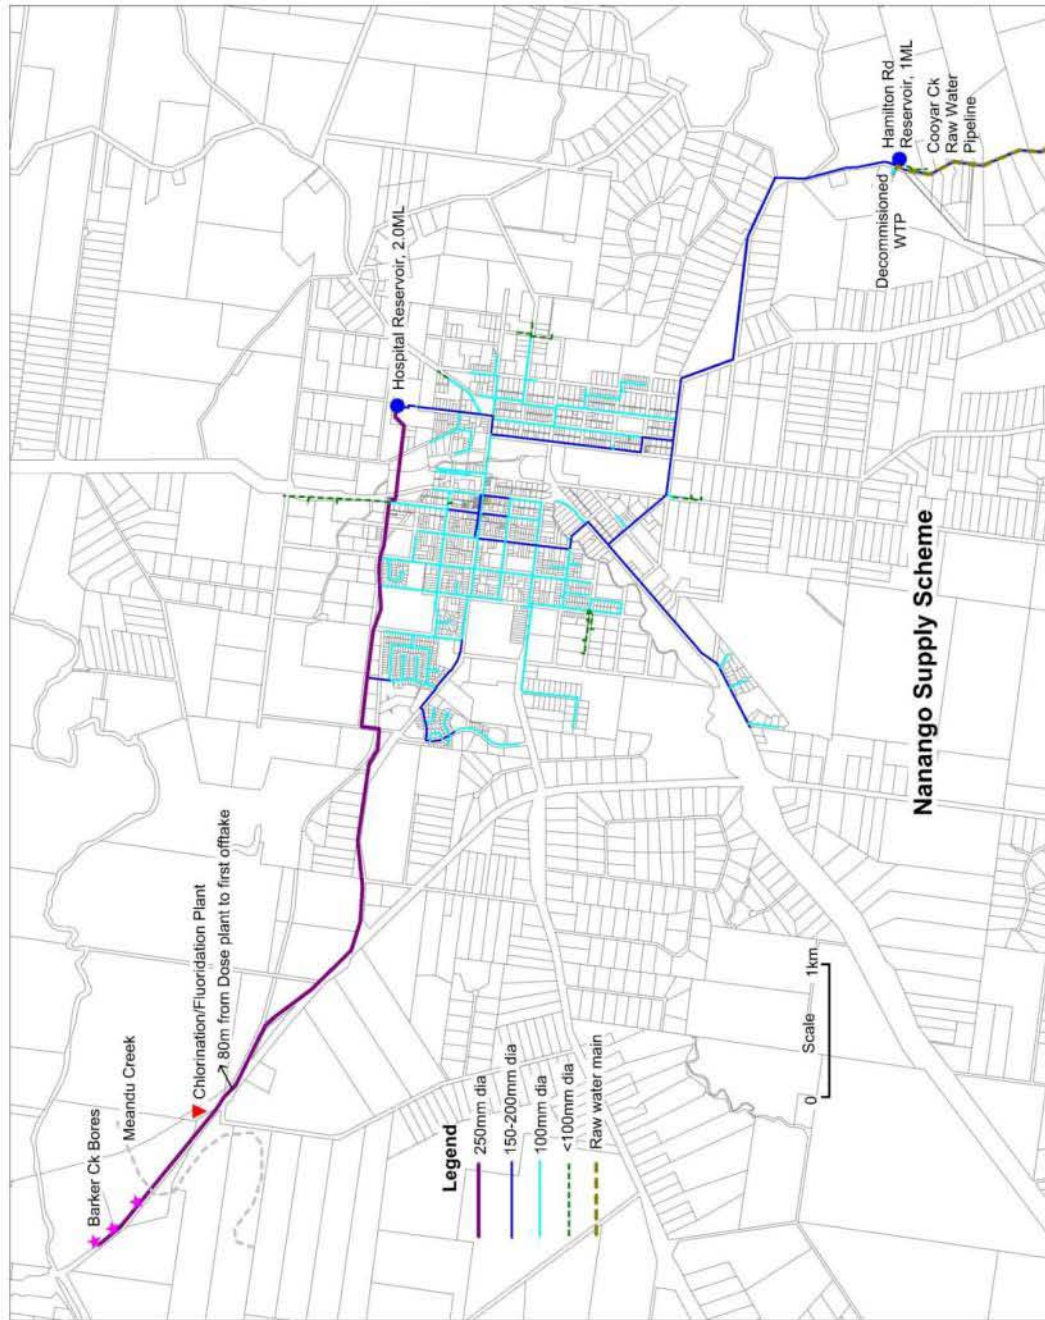 Barker Ck Bores
Meandu Creek
Chlorination/Fluoridation Plant
80m from Dose plant to first offtake
Hospital Reservoir, 2.0ML
Decommisioned
WTP
Hamilton Rd
Reservoir, 1ML
Cooyar Ck
Raw Water
Pipeline
Legend
250mm dia
150-200mm dia
100mm dia
<100mm dia
Raw water main
0 Scale 1km
Nanango Supply Scheme